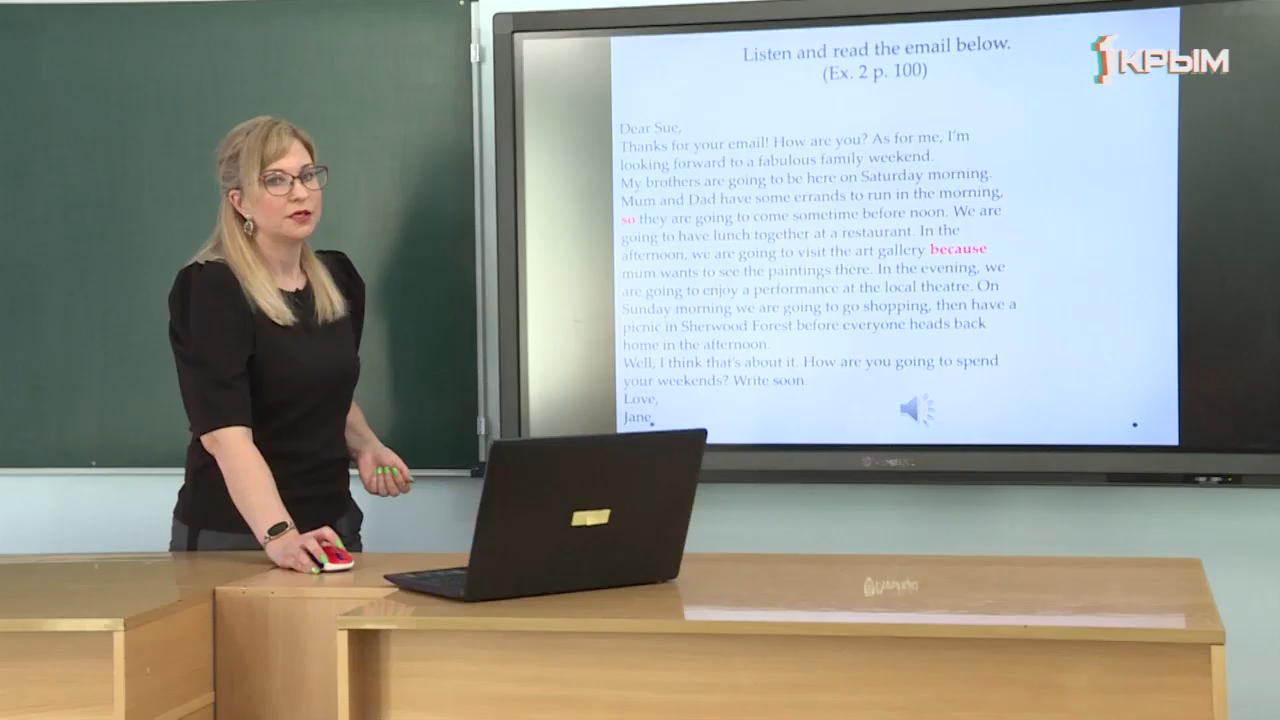 Listen and read the email below.
(Ex. 2 p. 100)
1КРЫМ
Dear Sue,
Thanks for your email! How are you? As for me, I'm
looking forward to a fabulous family weekend.
My brothers are going to be here on Saturday morning.
Mum and Dad have some errands to run in the morning,
so they are going to come sometime before noon. We are
going to have lunch together at a restaurant. In the
afternoon, we are going to visit the art gallery because
mum wants to see the paintings there. In the evening, we
are going to enjoy a performance at the local theatre. On
Sunday morning we are going to go shopping, then have a
picnic in Sherwood Forest before everyone heads back
home in the afternoon.
Well, I think that's about it. How are you going to spend
your weekends? Write soon.
Love,
Jane